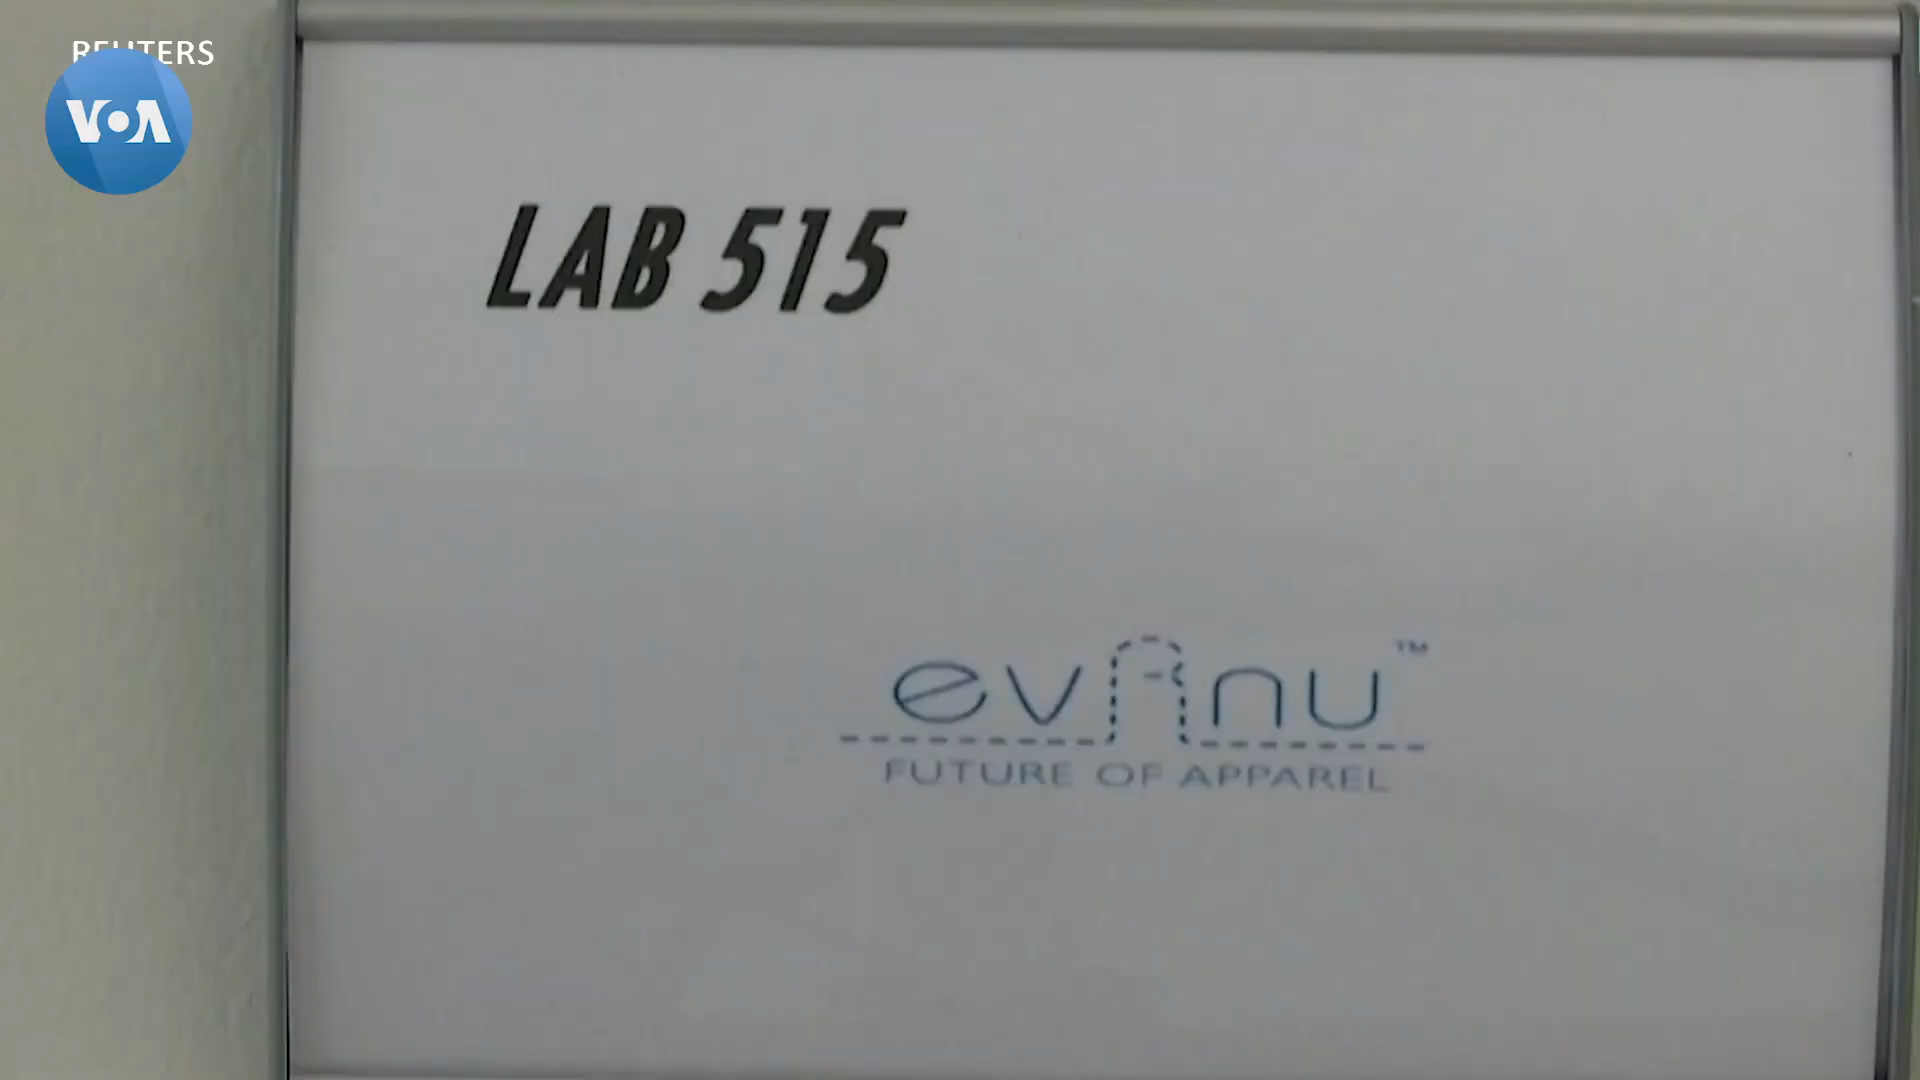 REUTERS
VOA
LAB 515
evRnu™
FUTURE OF APPAREL